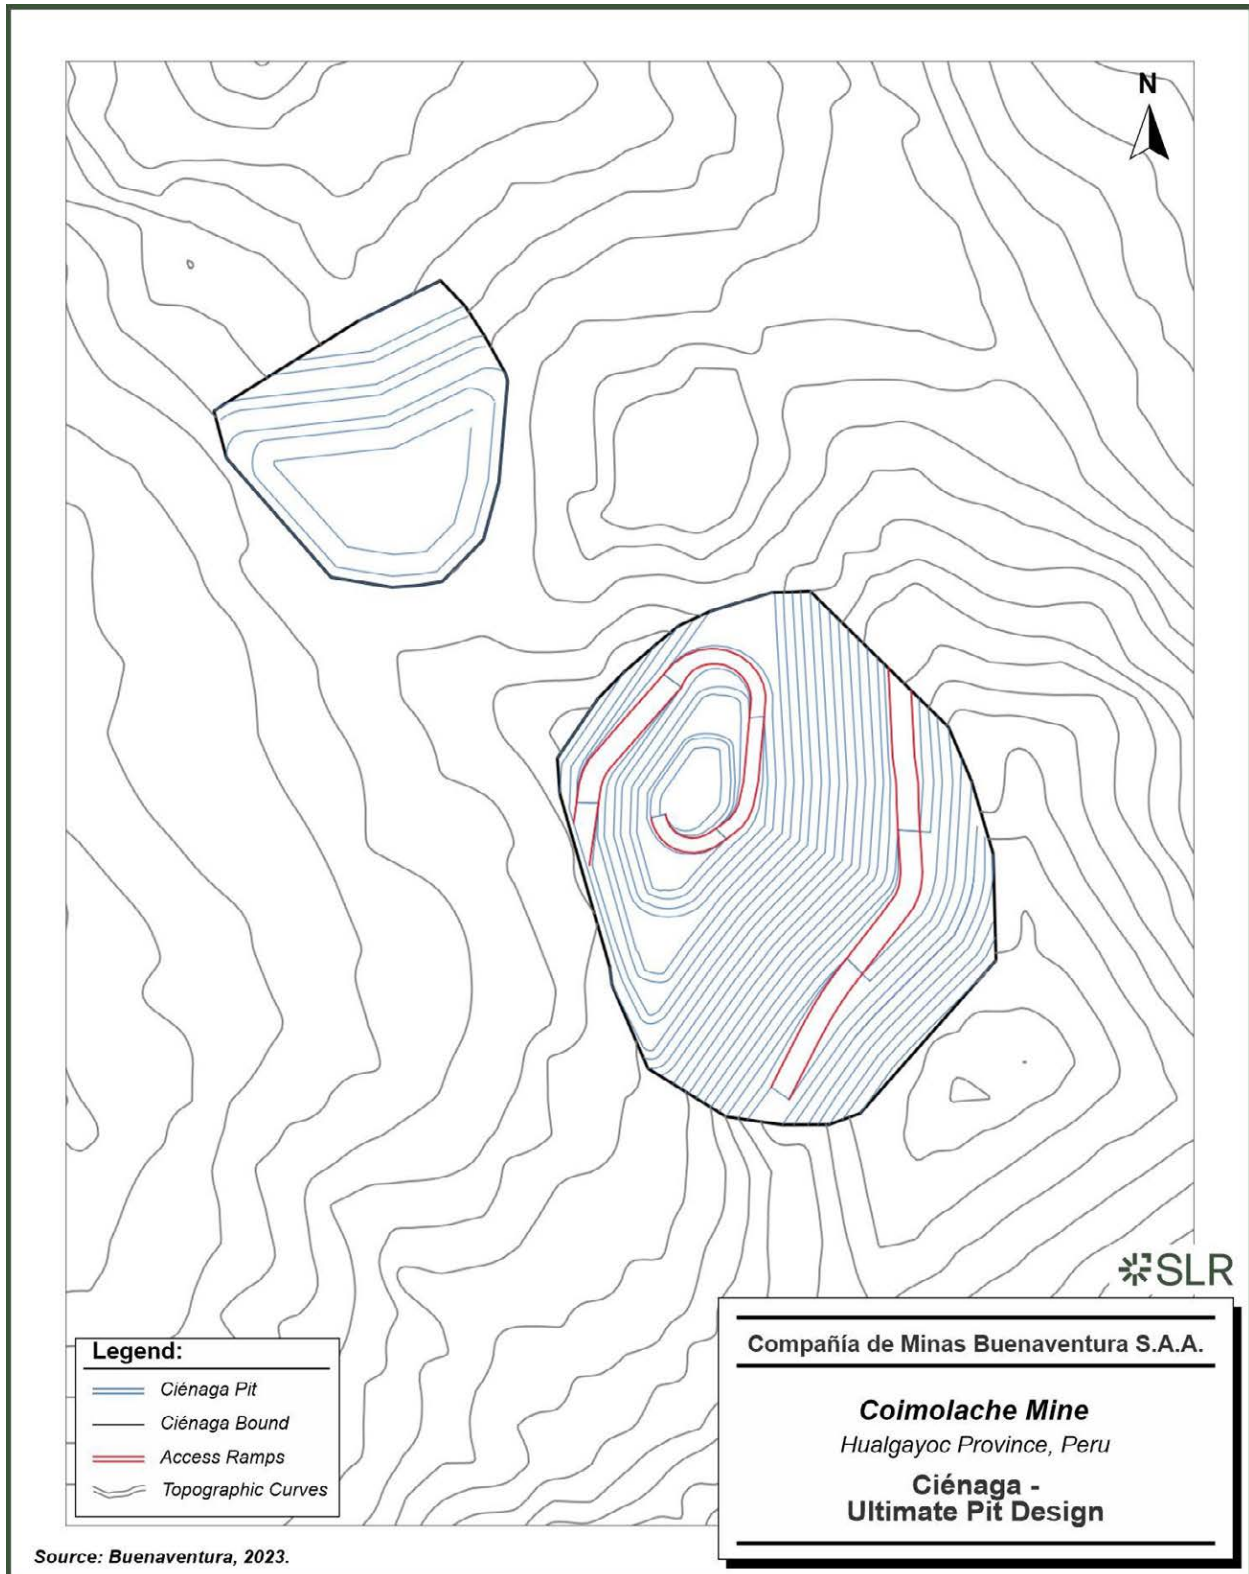 N
SLR
Legend:
Ciénaga Pit
Ciénaga Bound
Access Ramps
Topographic Curves
Compañía de Minas Buenaventura S.A.A.
Coimolache Mine
Hualgayoc Province, Peru
Ciénaga -
Ultimate Pit Design
Source: Buenaventura, 2023.